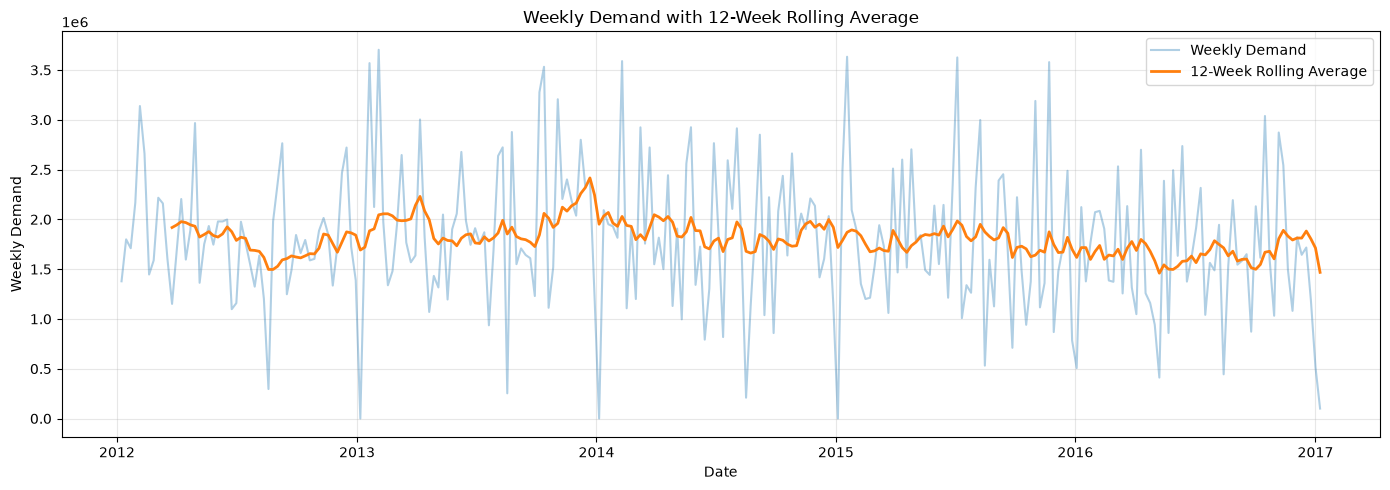 Weekly Demand with 12-Week Rolling Average
1e6
Weekly Demand
12-Week Rolling Average
3.5
3.0
2.5
2.0
1.5
1.0
0.5
0.0
Weekly Demand
2012
2013
2014
2015
2016
2017
Date